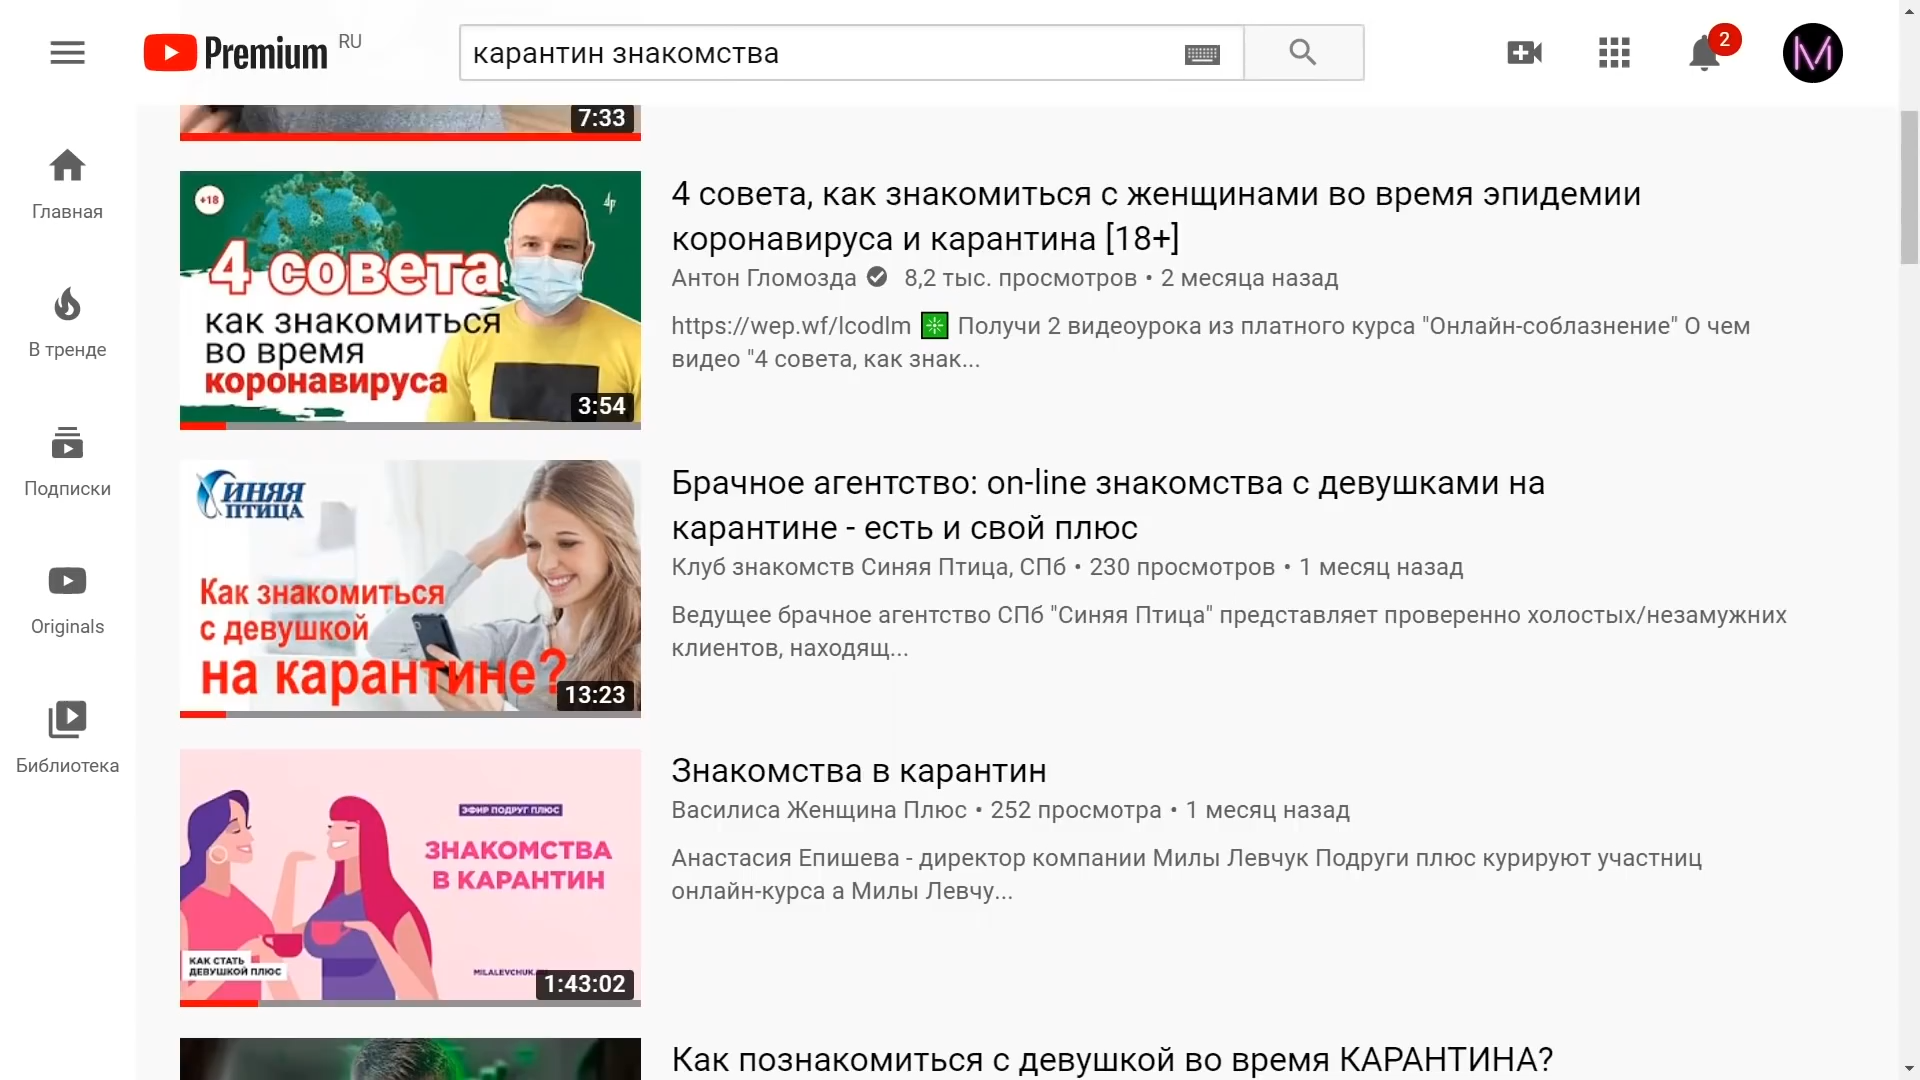 Premium RU
карантин знакомства
2
Главная
В тренде
Подписки
Originals
Библиотека
7:33
+18
4 совета
как знакомиться
во время
коронавируса
3:54
4 совета, как знакомиться с женщинами во время эпидемии
коронавируса и карантина [18+]
Антон Гломозда 8,2 тыс. просмотров • 2 месяца назад
https://wep.wf/lcodlm Получи 2 видеоурока из платного курса "Онлайн-соблазнение" О чем
видео "4 совета, как знак...
Синяя
птица
Как знакомиться
с девушкой
на карантине?
13:23
Брачное агентство: on-line знакомства с девушками на
карантине - есть и свой плюс
Клуб знакомств Синяя Птица, СПб • 230 просмотров • 1 месяц назад
Ведущее брачное агентство СПб "Синяя Птица" представляет проверенно холостых/незамужних
клиентов, находящ...
ЭФИР ПОДРУГ ПЛЮС
ЗНАКОМСТВА
В КАРАНТИН
КАК СТАТЬ
ДЕВУШКОЙ ПЛЮС
MILALEVCHUK
1:43:02
Знакомства в карантин
Василиса Женщина Плюс • 252 просмотра • 1 месяц назад
Анастасия Епишева - директор компании Милы Левчук Подруги плюс курируют участниц
онлайн-курса а Милы Левчу...
Как познакомиться с девушкой во время КАРАНТИНА?